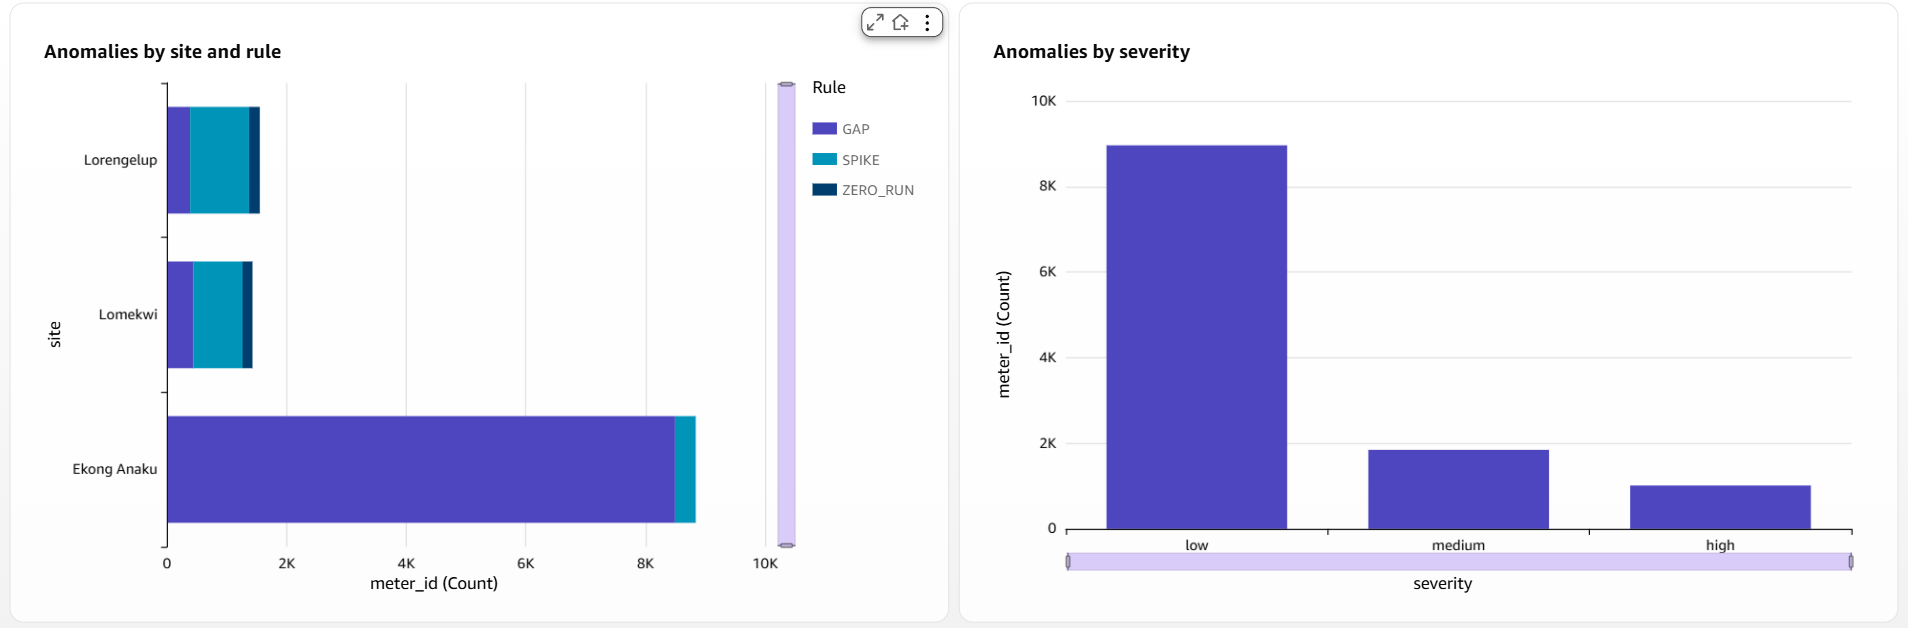 Anomalies by site and rule
Rule
GAP
SPIKE
ZERO_RUN
site
Lorengelup
Lomekwi
Ekong Anaku
0 2K 4K 6K 8K 10K
meter_id (Count)
Anomalies by severity
meter_id (Count)
10K
8K
6K
4K
2K
0
low medium high
severity